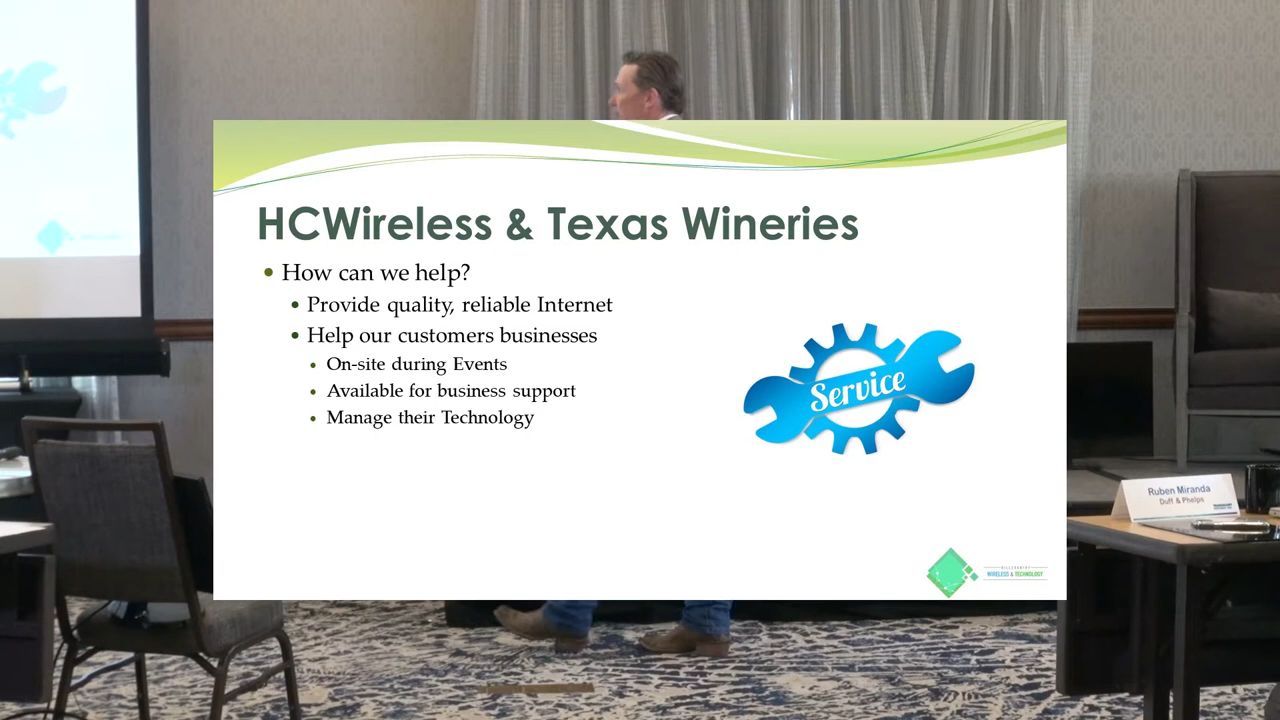 HCWireless & Texas Wineries
• How can we help?
• Provide quality, reliable Internet
• Help our customers businesses
• On-site during Events
• Available for business support
• Manage their Technology
Service
HILLCOUNTRY
WIRELESS & TECHNOLOGY
Ruben Miranda
Duff & Phelps